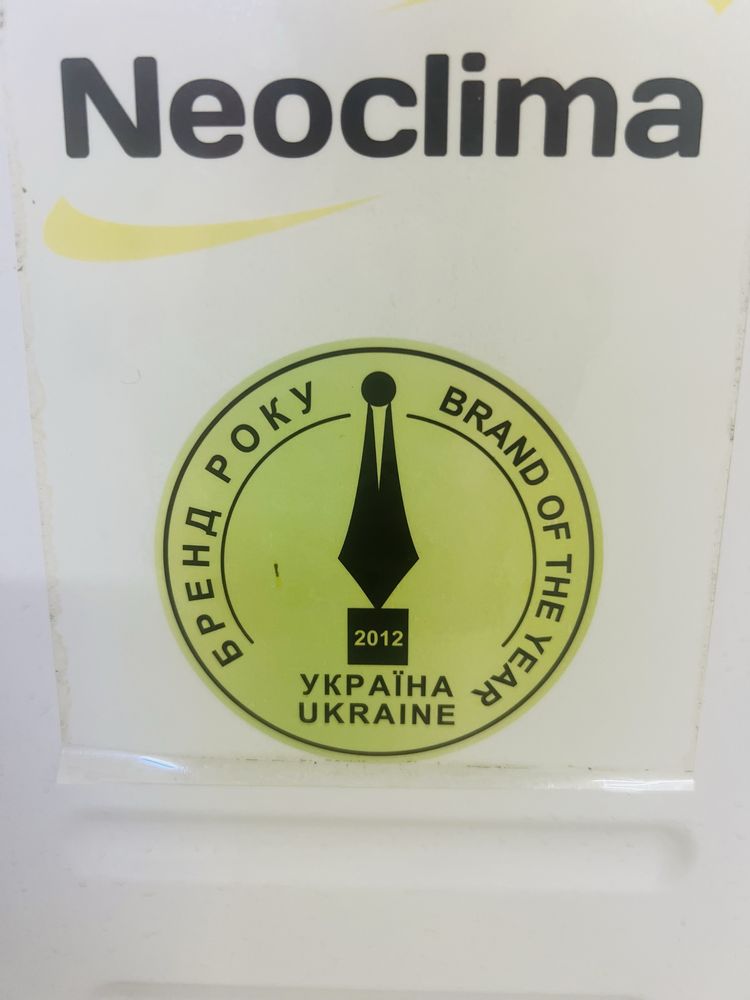 Neoclima
БРЕНД РОКУ
BRAND OF THE YEAR
2012
УКРАЇНА
UKRAINE